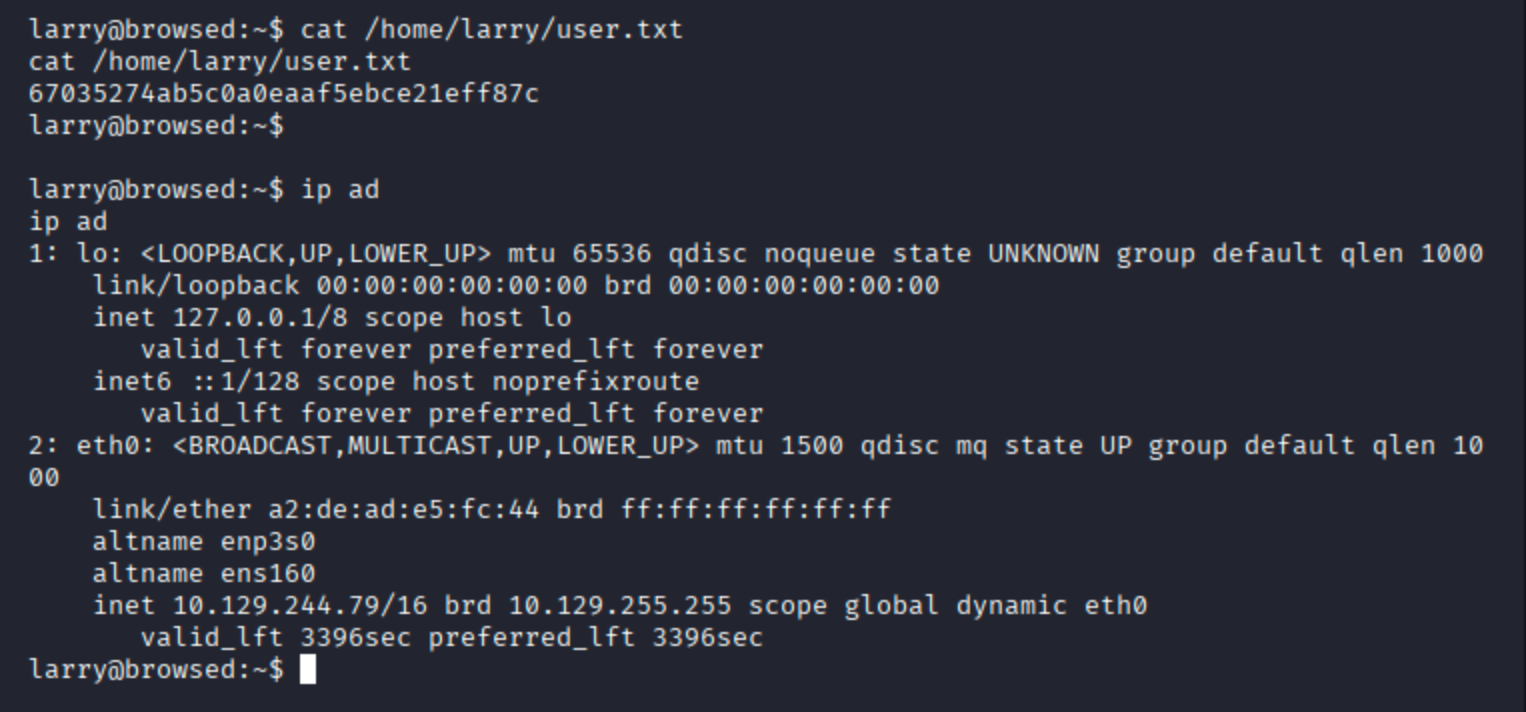 larry@browsed:~$ cat /home/larry/user.txt
cat /home/larry/user.txt
67035274ab5c0a0eaaf5ebce21eff87c
larry@browsed:~$
larry@browsed:~$ ip ad
ip ad
1: lo: <LOOPBACK,UP,LOWER_UP> mtu 65536 qdisc noqueue state UNKNOWN group default qlen 1000
    link/loopback 00:00:00:00:00:00 brd 00:00:00:00:00:00
    inet 127.0.0.1/8 scope host lo
       valid_lft forever preferred_lft forever
    inet6 ::1/128 scope host noprefixroute
       valid_lft forever preferred_lft forever
2: eth0: <BROADCAST,MULTICAST,UP,LOWER_UP> mtu 1500 qdisc mq state UP group default qlen 10
00
    link/ether a2:de:ad:e5:fc:44 brd ff:ff:ff:ff:ff:ff
    altname enp3s0
    altname ens160
    inet 10.129.244.79/16 brd 10.129.255.255 scope global dynamic eth0
       valid_lft 3396sec preferred_lft 3396sec
larry@browsed:~$